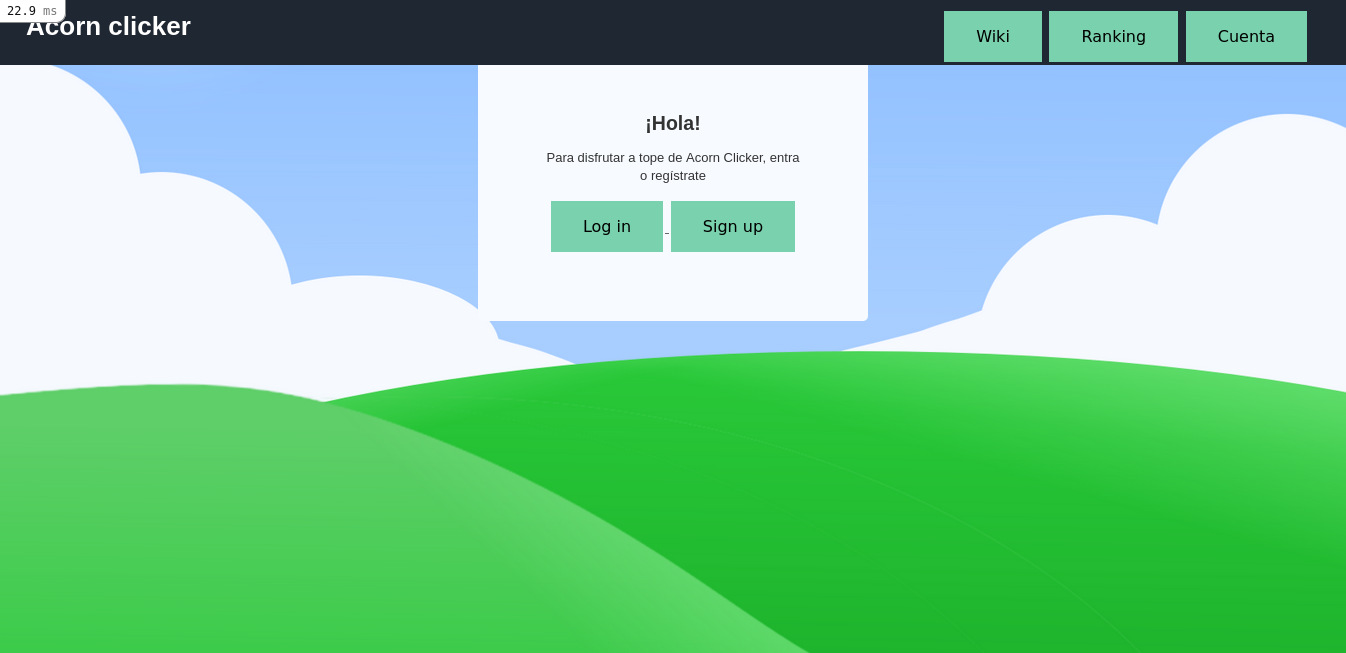 22.9 ms
Acorn clicker
Wiki
Ranking
Cuenta
¡Hola!
Para disfrutar a tope de Acorn Clicker, entra
o regístrate
Log in
Sign up